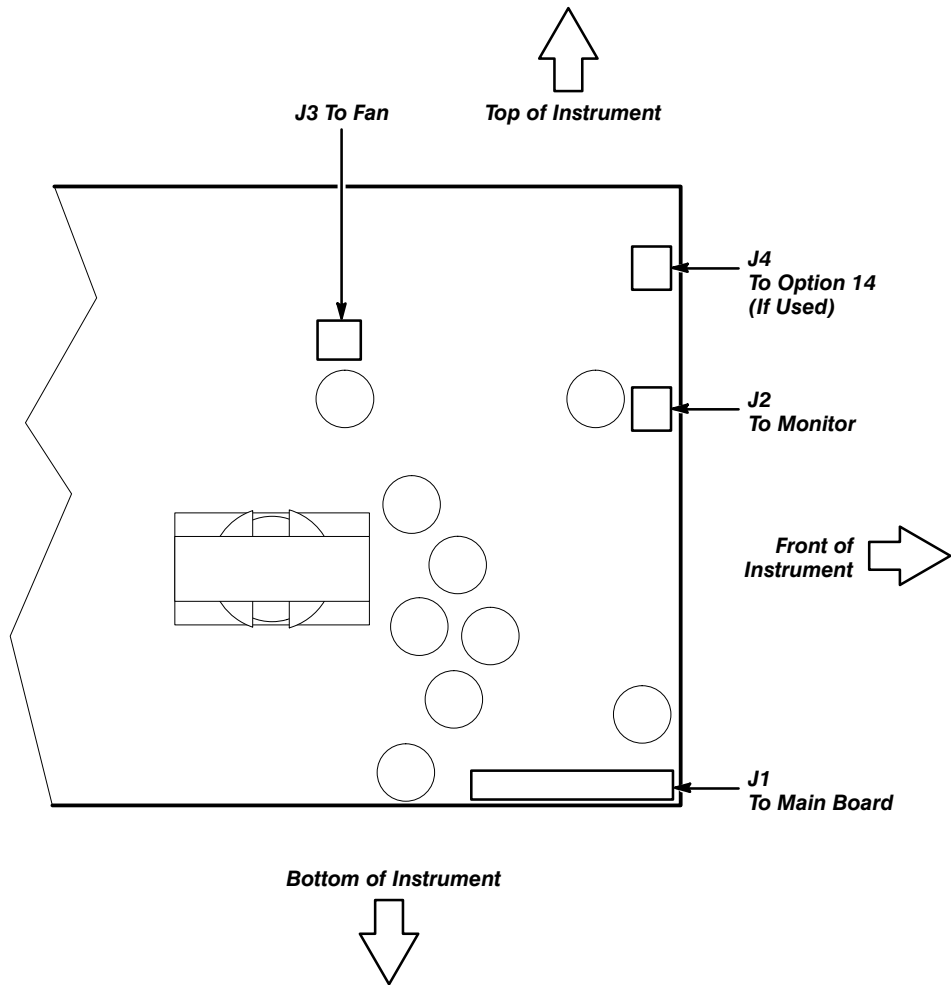 J3 To Fan
Top of Instrument
J4
To Option 14
(If Used)
J2
To Monitor
Front of
Instrument
J1
To Main Board
Bottom of Instrument